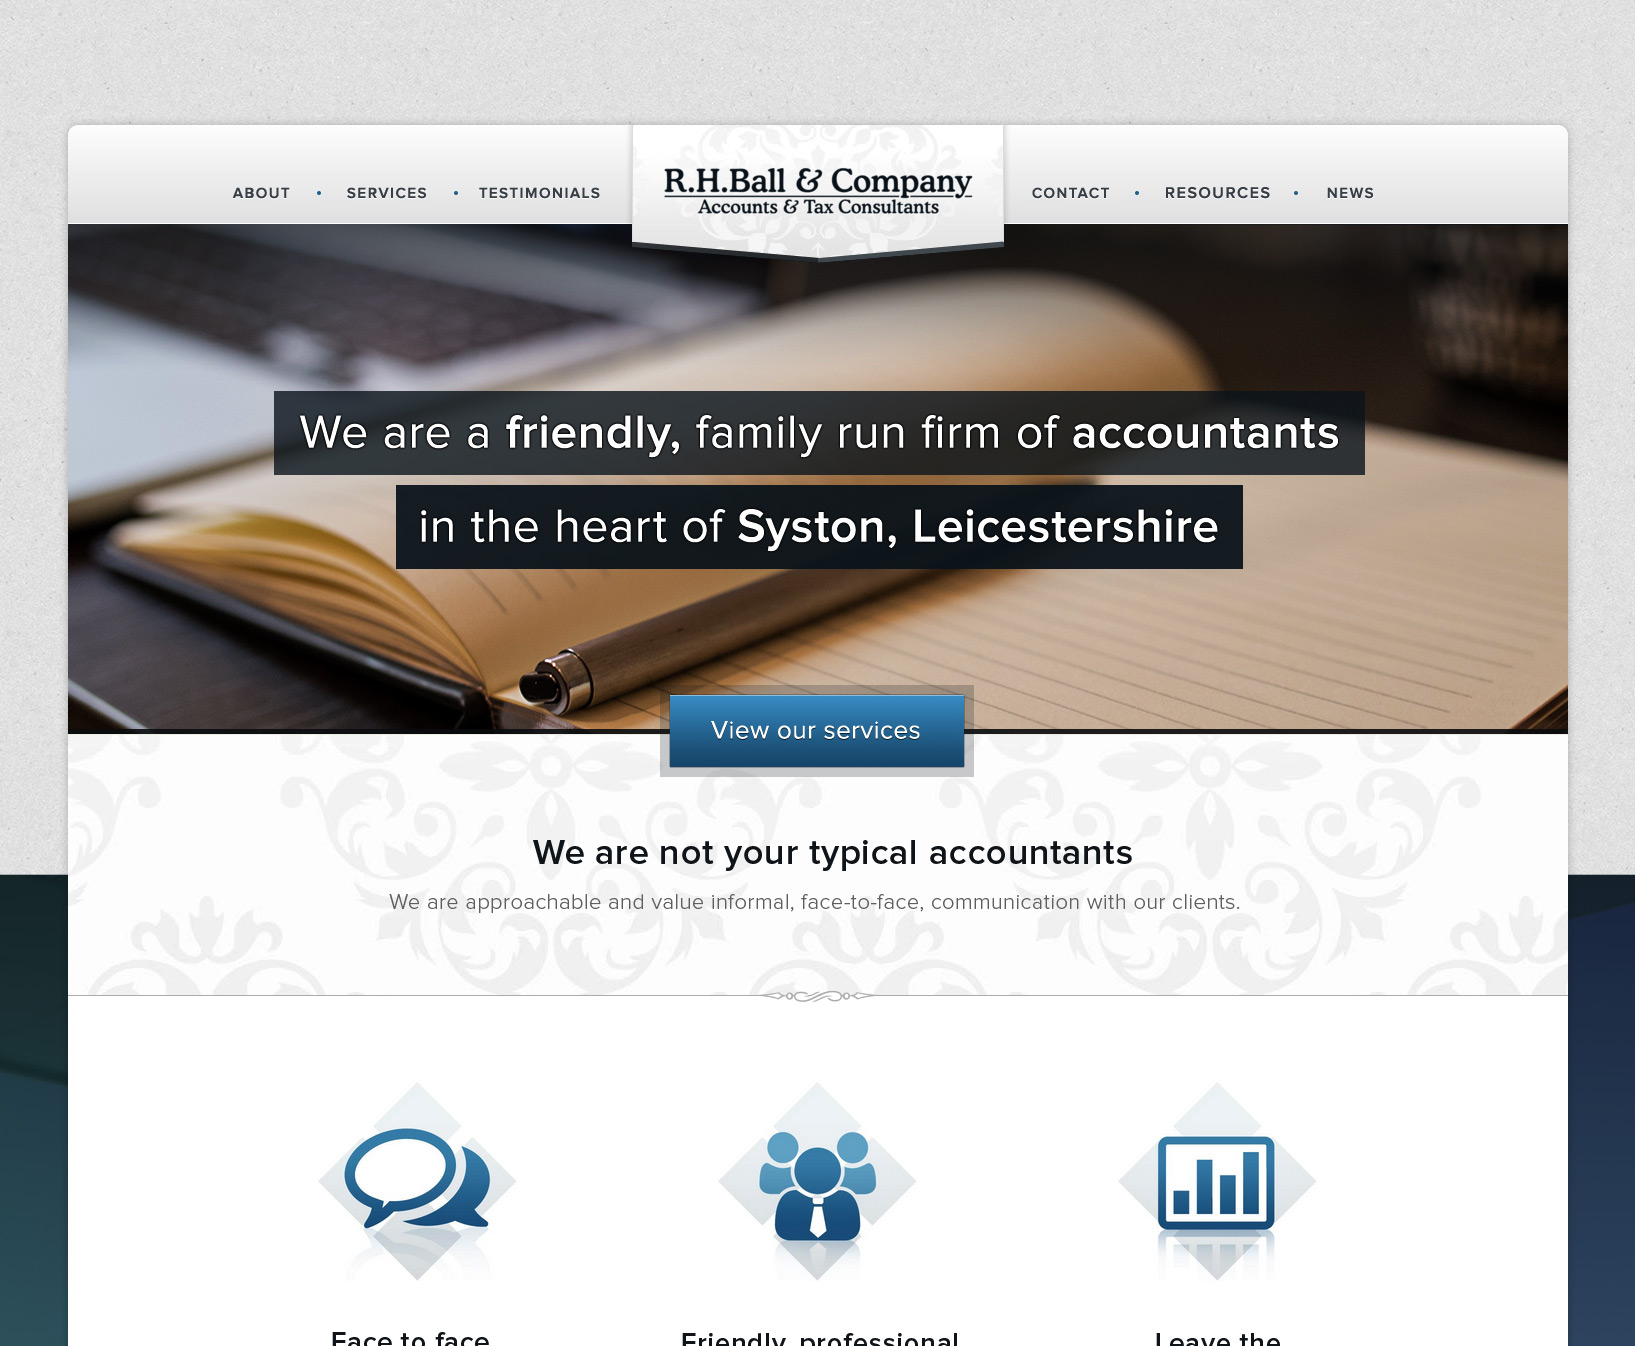 ABOUT • SERVICES • TESTIMONIALS
R.H.Ball & Company
Accounts & Tax Consultants
CONTACT • RESOURCES • NEWS
We are a friendly, family run firm of accountants
in the heart of Syston, Leicestershire
View our services
We are not your typical accountants
We are approachable and value informal, face-to-face, communication with our clients.
Face to face
Friendly, professional
Leave the